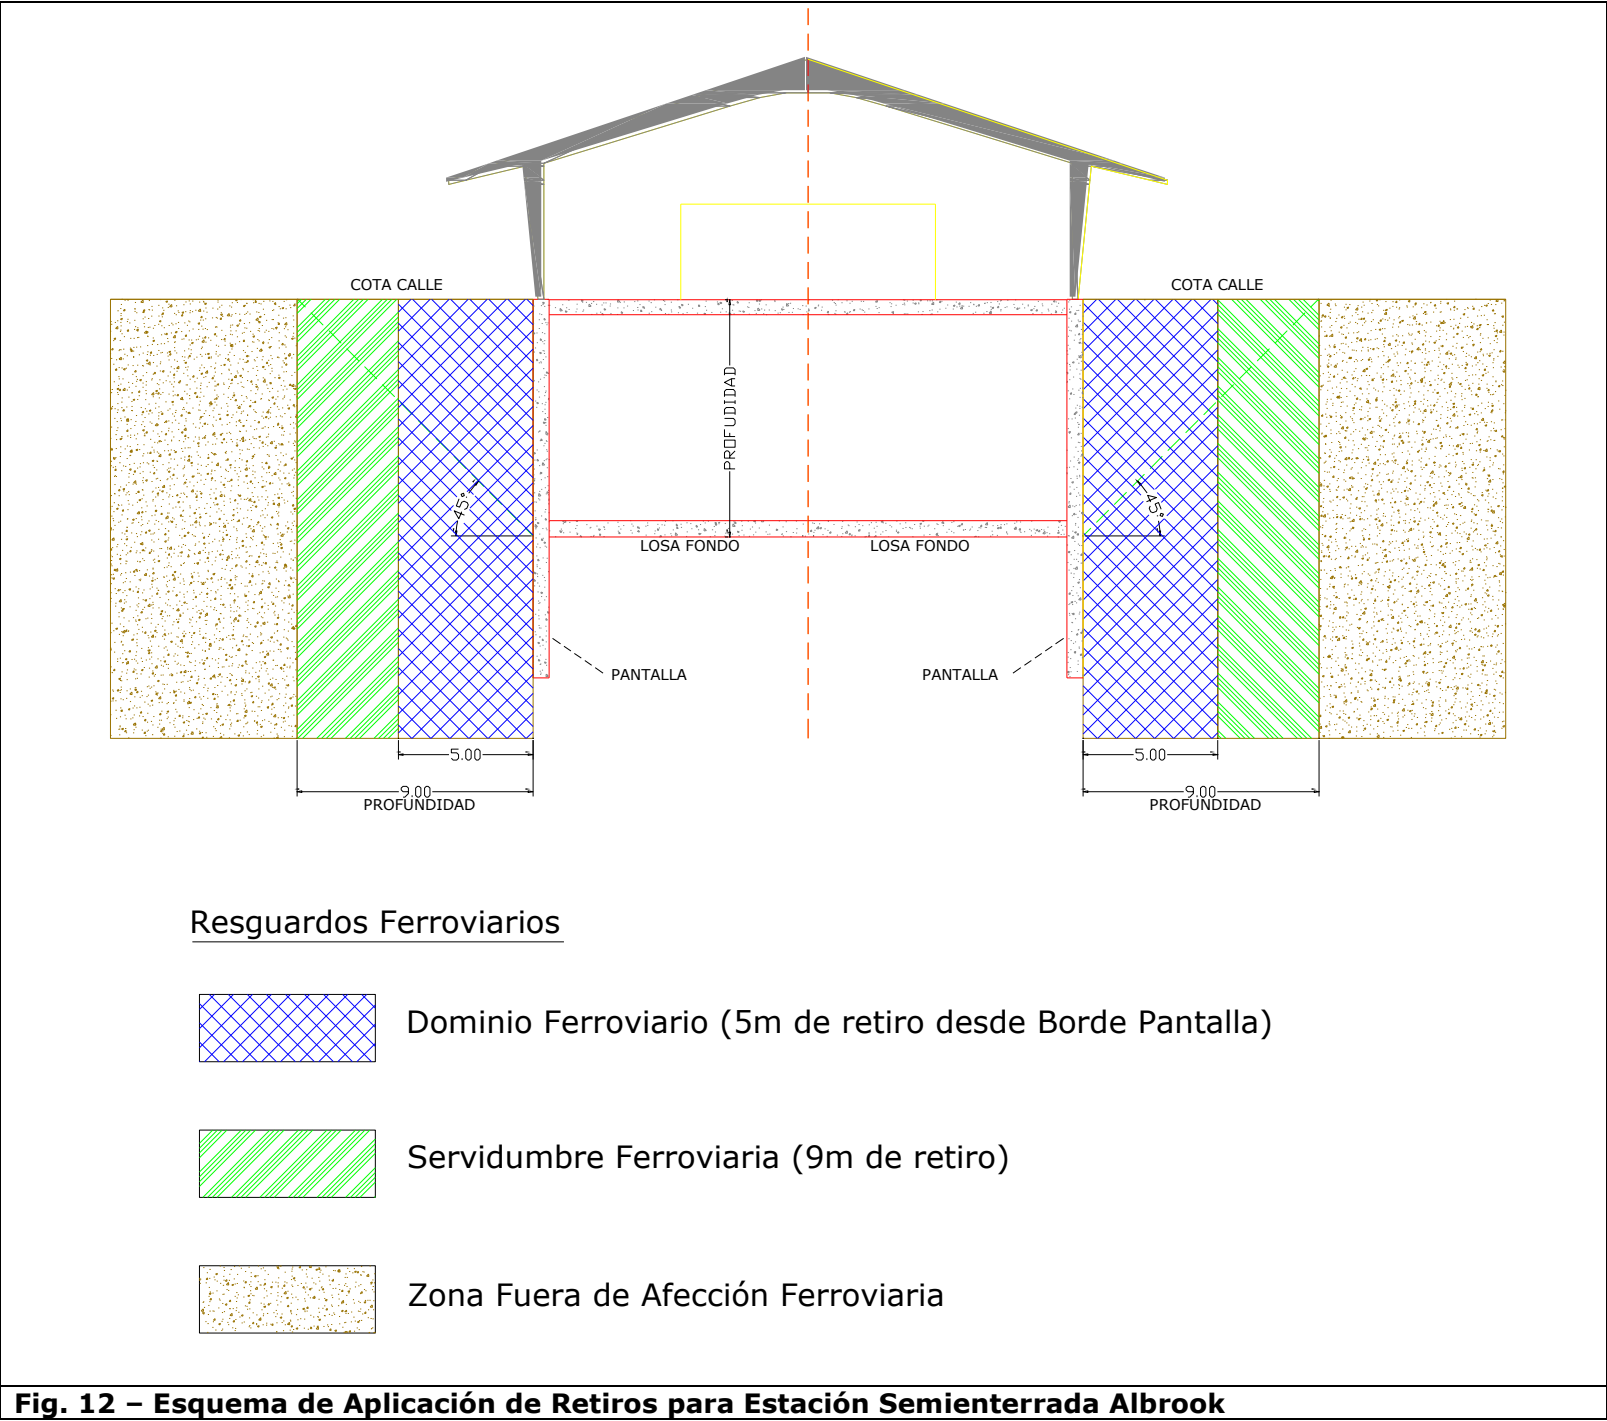 COTA CALLE
COTA CALLE
PROFUDIDAD
45°
45°
LOSA FONDO
LOSA FONDO
PANTALLA
PANTALLA
5.00
5.00
9.00
PROFUNDIDAD
9.00
PROFUNDIDAD
Resguardos Ferroviarios
Dominio Ferroviario (5m de retiro desde Borde Pantalla)
Servidumbre Ferroviaria (9m de retiro)
Zona Fuera de Afección Ferroviaria
Fig. 12 – Esquema de Aplicación de Retiros para Estación Semienterrada Albrook